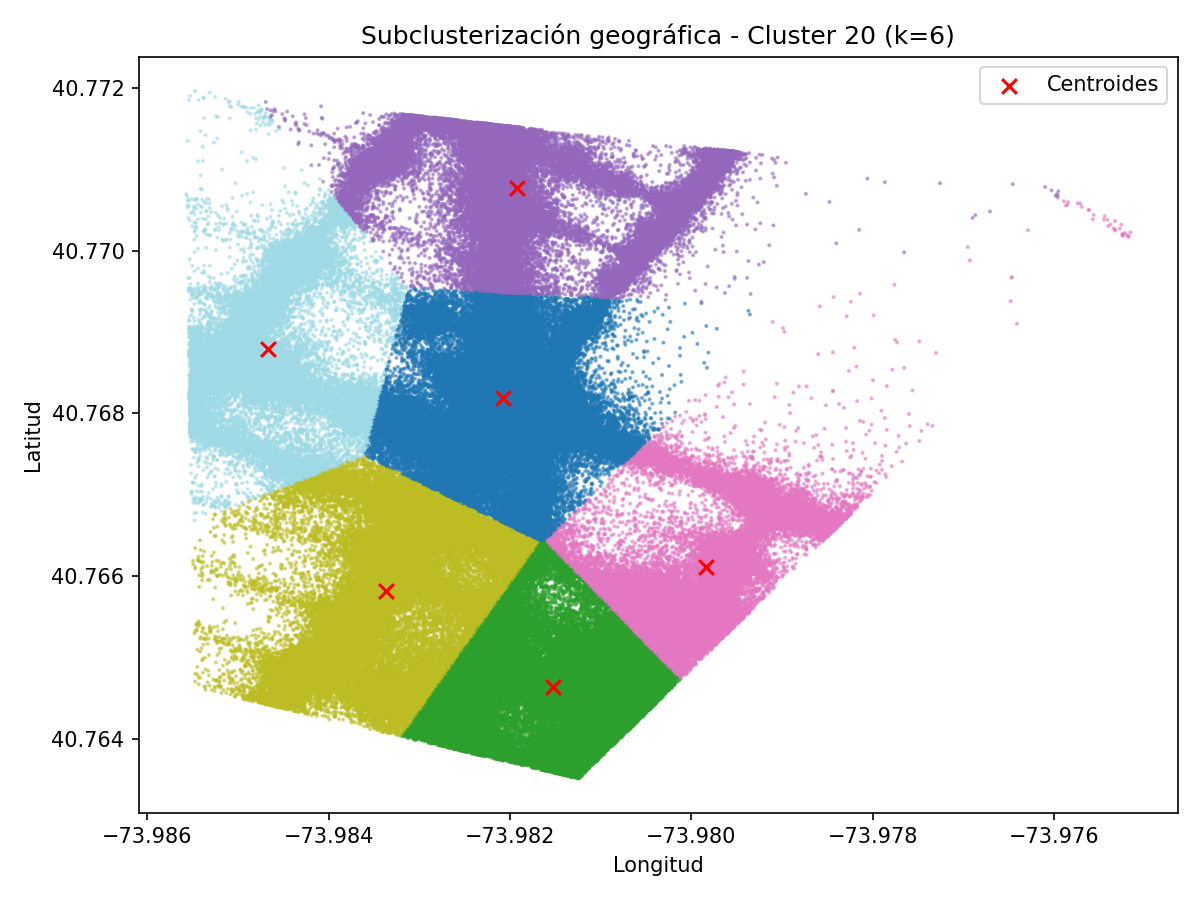 Subclusterización geográfica - Cluster 20 (k=6)
Centroides
40.772
40.770
40.768
40.766
40.764
Latitud
−73.986 −73.984 −73.982 −73.980 −73.978 −73.976
Longitud